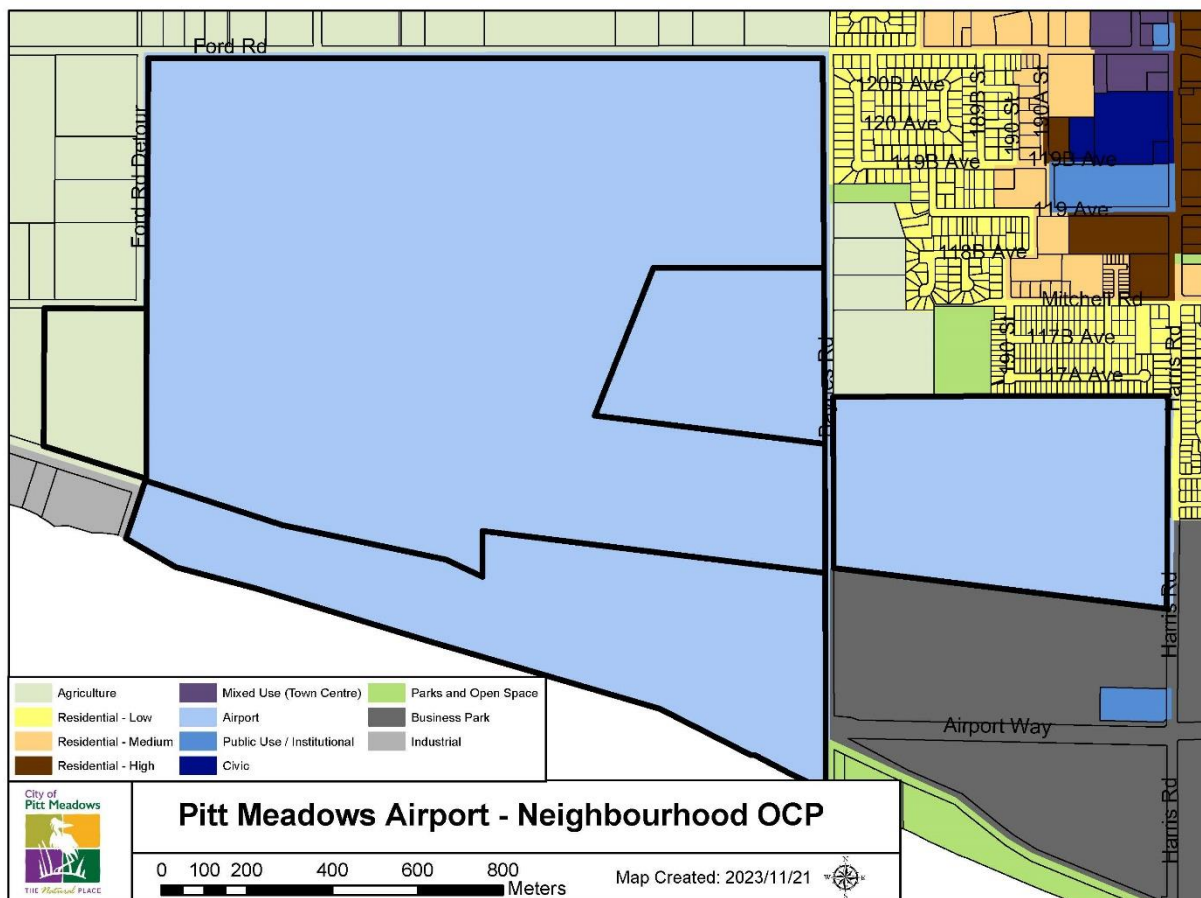 Ford Rd
Ford Rd Detour
120B Ave
120 Ave
119B Ave
189B St
190 St
190A St
119B Ave
119 Ave
118B Ave
Mitchell Rd
190 St
117B Ave
117A Ave
Harris Rd
Baynes Rd
Harris Rd
Airport Way
Harris Rd
Agriculture
Residential - Low
Residential - Medium
Residential - High
Mixed Use (Town Centre)
Airport
Public Use / Institutional
Civic
Parks and Open Space
Business Park
Industrial
City of
Pitt Meadows
THE Natural PLACE
Pitt Meadows Airport - Neighbourhood OCP
0 100 200 400 600 800
Meters
Map Created: 2023/11/21